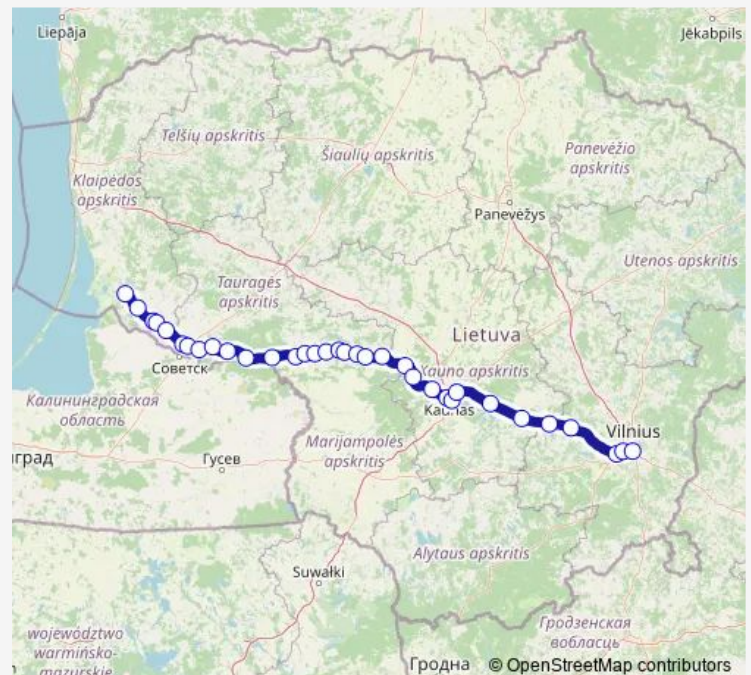 Liepāja
Jēkabpils
Telšių apskritis
Šiaulių apskritis
Panevėžio
apskritis
Klaipėdos
apskritis
Panevėžys
Utenos apskritis
Tauragės
apskritis
Lietuva
Советск
Kauno apskritis
Kaunas
Калининградская
область
Vilnius
Marijampolės
apskritis
нград
Гусев
Alytaus apskritis
Suwałki
województwo
warmińsko-
mazurskie
Гродзенская
вобласць
Гродна
© OpenStreetMap contributors